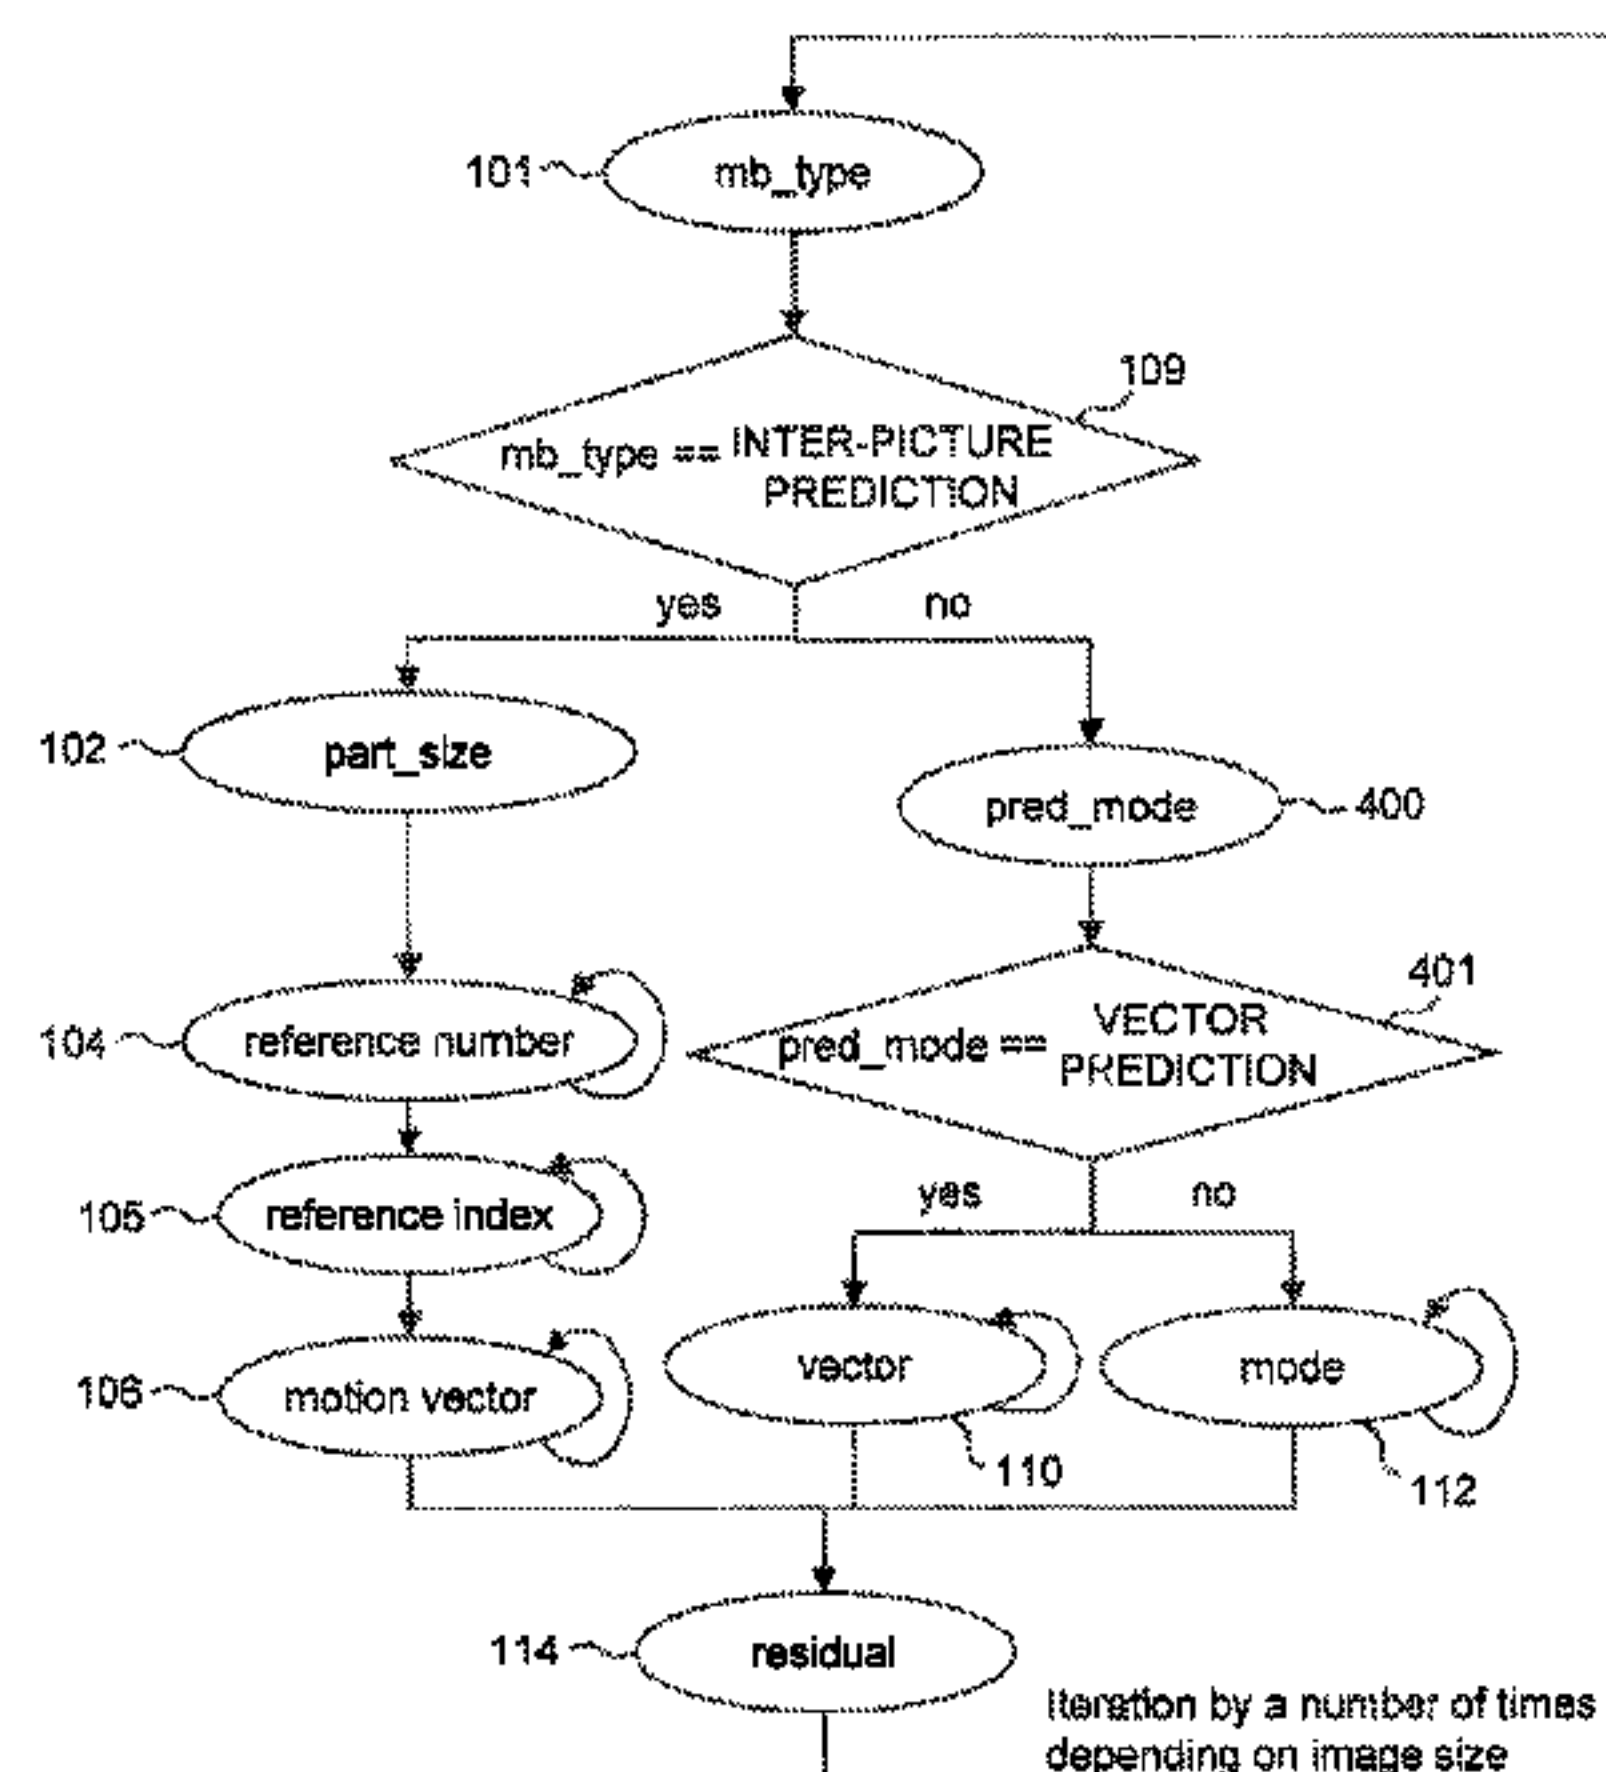 101
mb_type
109
mb_type == INTER-PICTURE
PREDICTION
yes
no
102
part_size
pred_mode
400
401
104
reference number
pred_mode ==
VECTOR
PREDICTION
105
reference index
yes
no
106
motion vector
vector
mode
110
112
114
residual
Iteration by a number of times
depending on image size